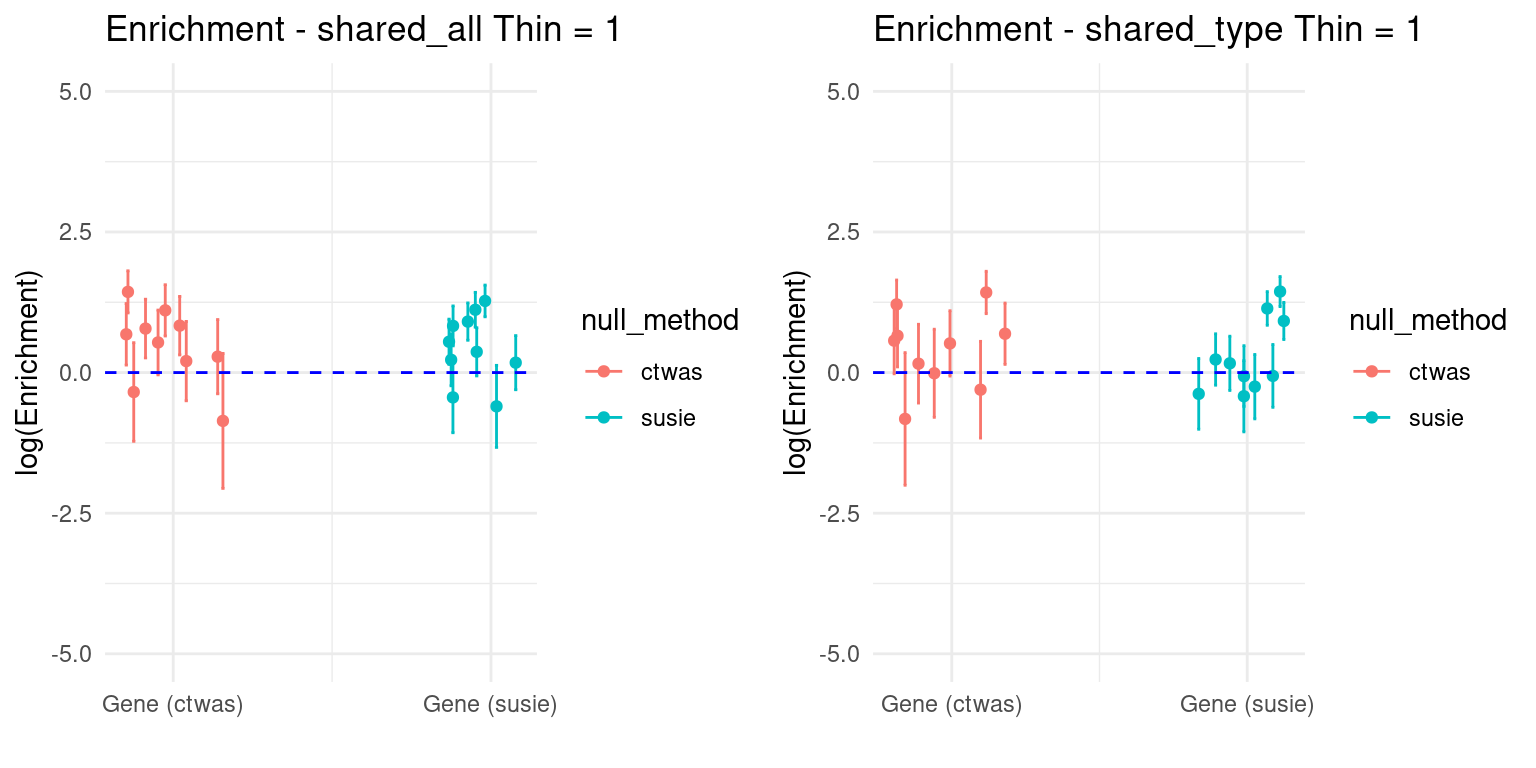 Enrichment - shared_all Thin = 1
log(Enrichment)
5.0
2.5
0.0
-2.5
-5.0
Gene (ctwas)
Gene (susie)
null_method
ctwas
susie
Enrichment - shared_type Thin = 1
log(Enrichment)
5.0
2.5
0.0
-2.5
-5.0
Gene (ctwas)
Gene (susie)
null_method
ctwas
susie